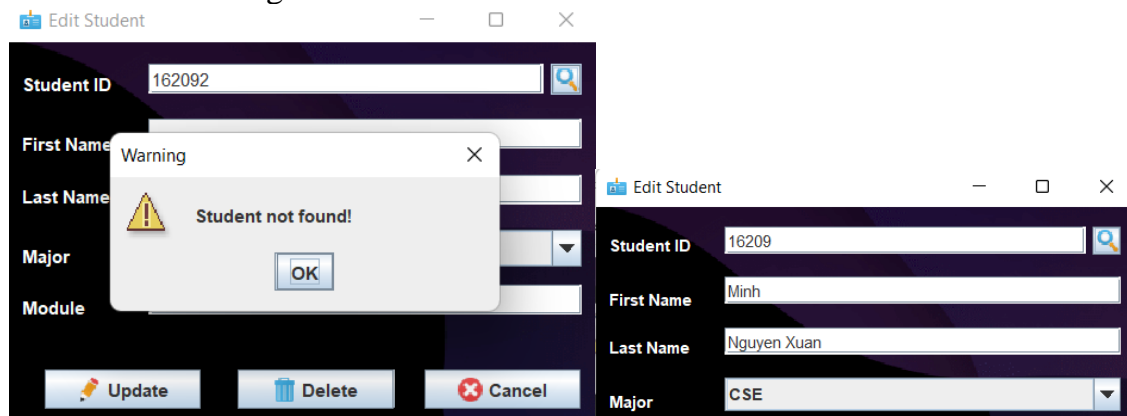 Edit Student
Student ID 162092
First Name
Warning
Last Name
Student not found!
Major
OK
Module
Update Delete Cancel
Edit Student
Student ID 16209
First Name Minh
Last Name Nguyen Xuan
Major CSE